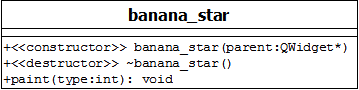 banana_star
+<<constructor>> banana_star(parent:QWidget*)
+<<destructor>> ~banana_star()
+paint(type:int): void